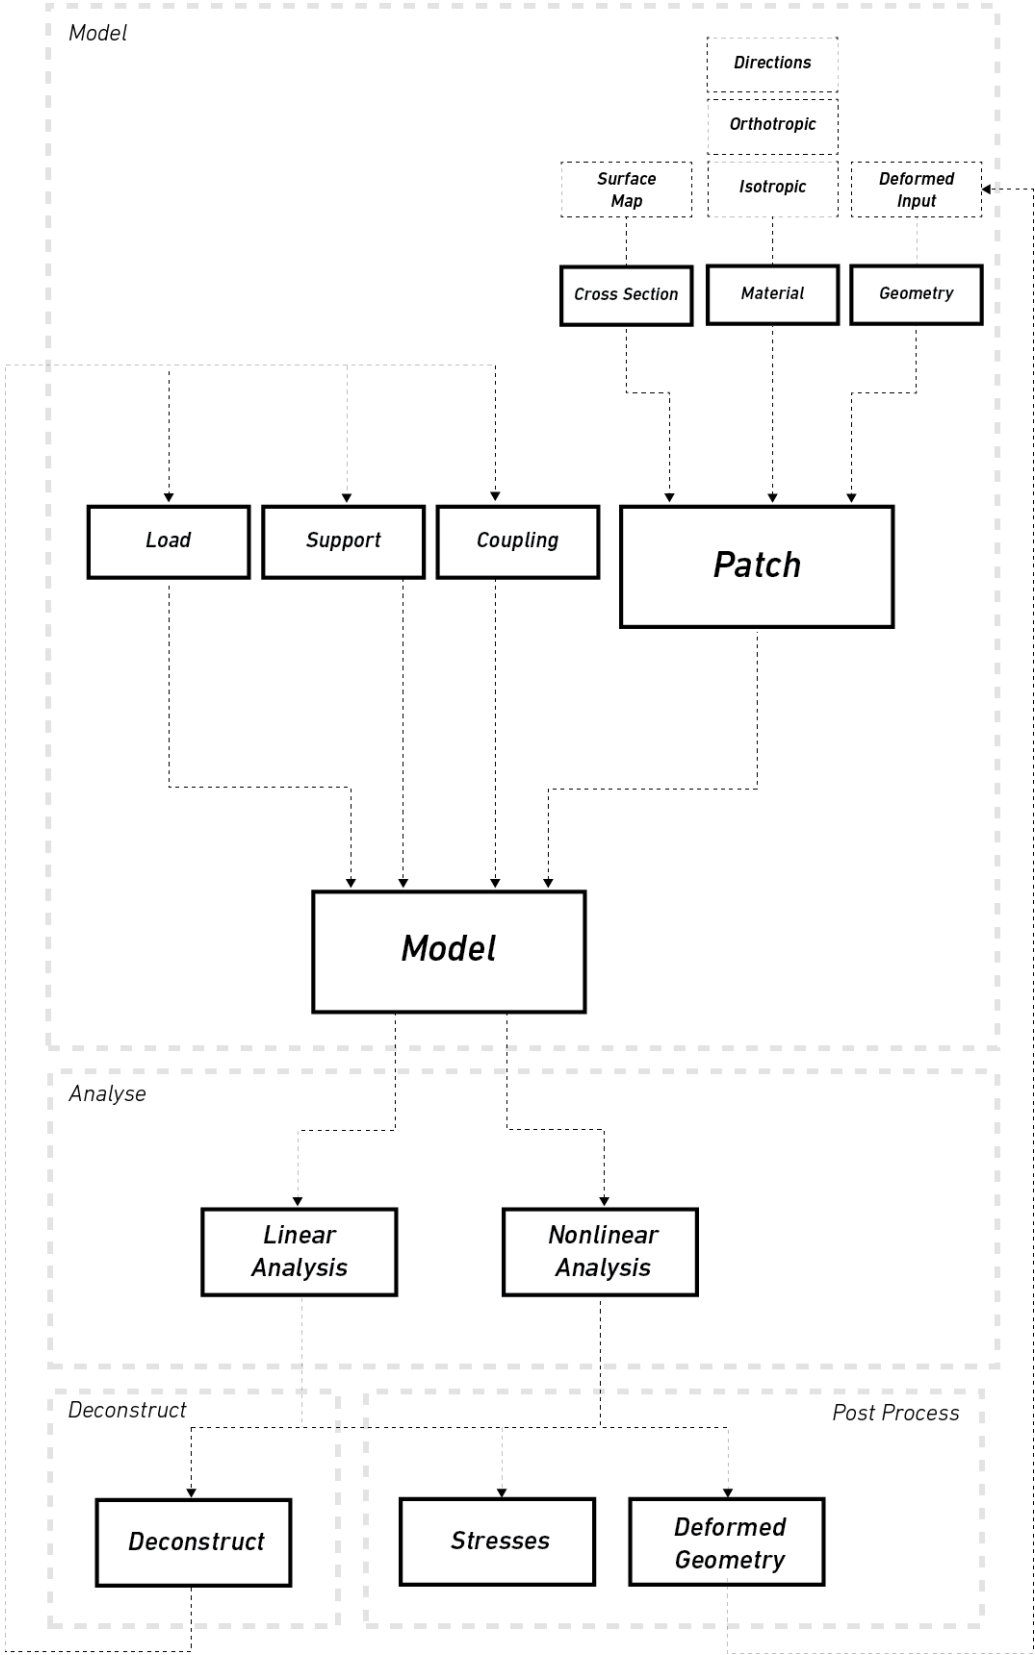 Model
Directions
Orthotropic
Surface
Map
Isotropic
Deformed
Input
Cross Section
Material
Geometry
Load
Support
Coupling
Patch
Model
Analyse
Linear
Analysis
Nonlinear
Analysis
Deconstruct
Post Process
Deconstruct
Stresses
Deformed
Geometry